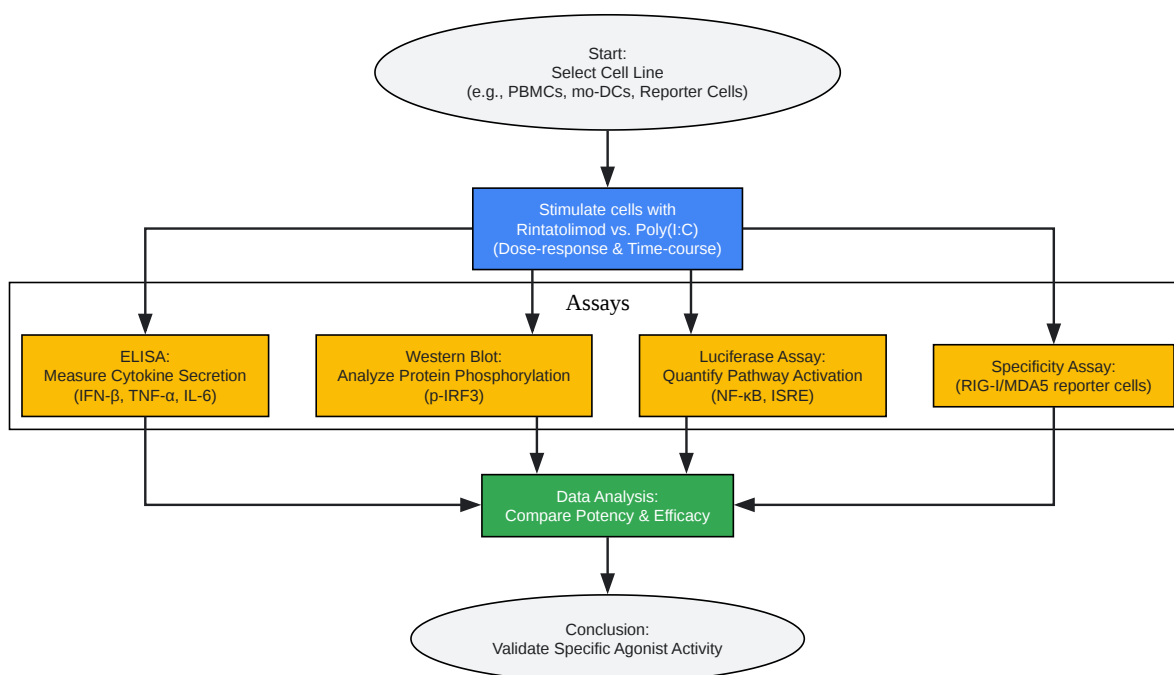 Start:
Select Cell Line
(e.g., PBMCs, mo-DCs, Reporter Cells)
Stimulate cells with
Rintatolimod vs. Poly(I:C)
(Dose-response & Time-course)
Assays
ELISA:
Measure Cytokine Secretion
(IFN-β, TNF-α, IL-6)
Western Blot:
Analyze Protein Phosphorylation
(p-IRF3)
Luciferase Assay:
Quantify Pathway Activation
(NF-κB, ISRE)
Specificity Assay:
(RIG-I/MDA5 reporter cells)
Data Analysis:
Compare Potency & Efficacy
Conclusion:
Validate Specific Agonist Activity